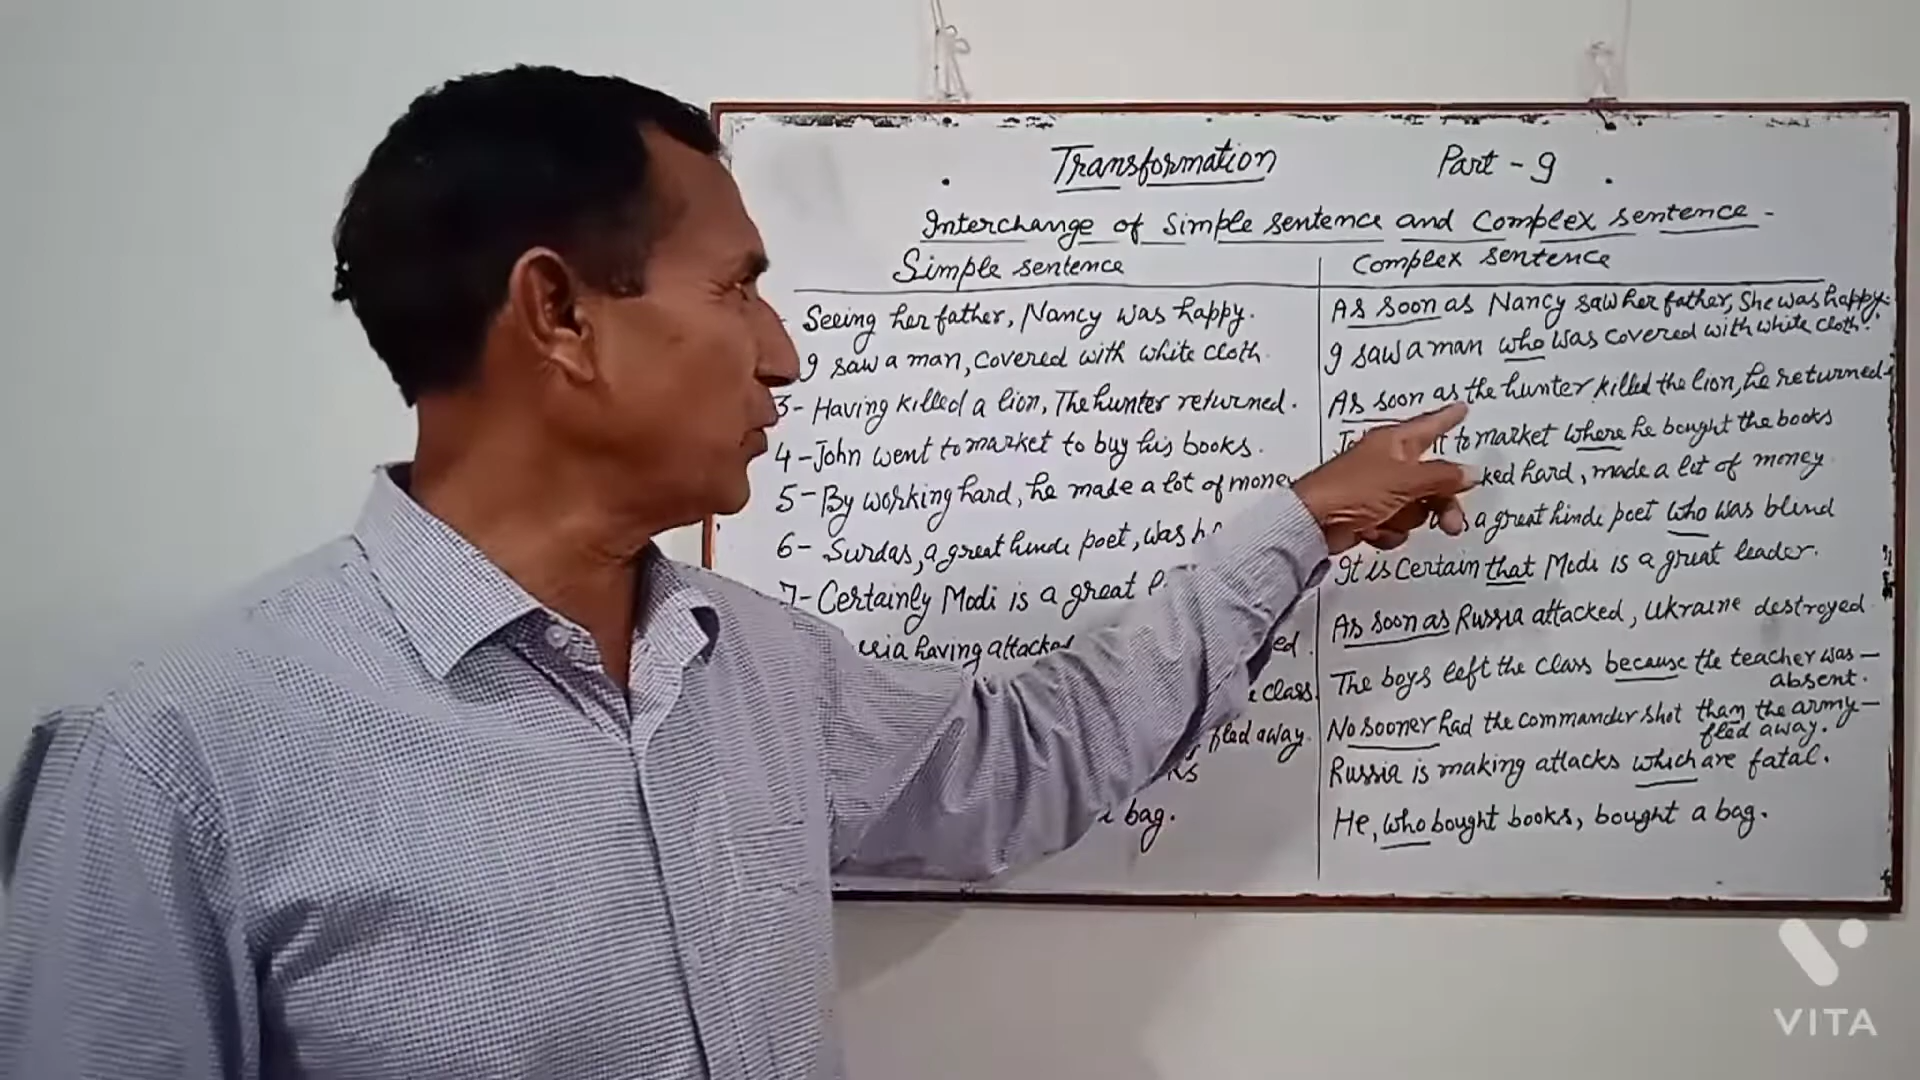 Transformation Part - 9
Interchange of Simple sentence and Complex sentence -
Simple sentence
Complex sentence
Seeing her father, Nancy was happy.
I saw a man, covered with white cloth.
3- Having killed a lion, The hunter returned.
4- John went to market to buy his books.
5- By working hard, he made a lot of money
6- Surdas, a great hindi poet, was
7- Certainly Modi is a great
having attacked
class.
fled away.
bag.
As soon as Nancy saw her father, She was happy.
I saw a man who was covered with white cloth.
As soon as the hunter killed the lion, he returned.
to market where he bought the books
hard, made a lot of money.
a great hindi poet who was blind
It is Certain that Modi is a great leader.
As soon as Russia attacked, Ukraine destroyed
The boys left the class because the teacher was —
absent.
No sooner had the commander shot than the army —
fled away.
Russia is making attacks which are fatal.
He, who bought books, bought a bag.
VITA